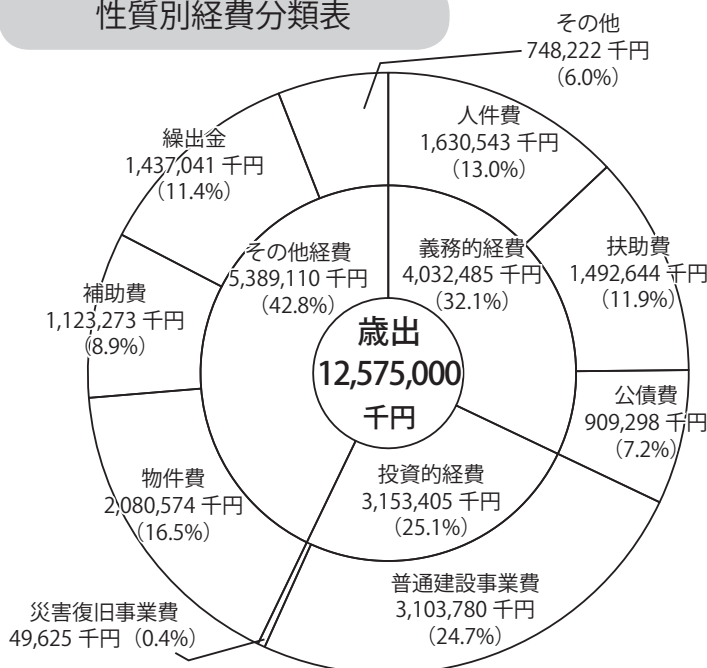 性質別経費分類表
その他
748,222 千円
（6.0%）
人件費
1,630,543 千円
（13.0%）
繰出金
1,437,041 千円
（11.4%）
その他経費
5,389,110 千円
（42.8%）
義務的経費
4,032,485 千円
（32.1%）
扶助費
1,492,644 千円
（11.9%）
補助費
1,123,273 千円
（8.9%）
歳出
12,575,000
千円
公債費
909,298 千円
（7.2%）
物件費
2,080,574 千円
（16.5%）
投資的経費
3,153,405 千円
（25.1%）
普通建設事業費
3,103,780 千円
（24.7%）
災害復旧事業費
49,625 千円（0.4%）